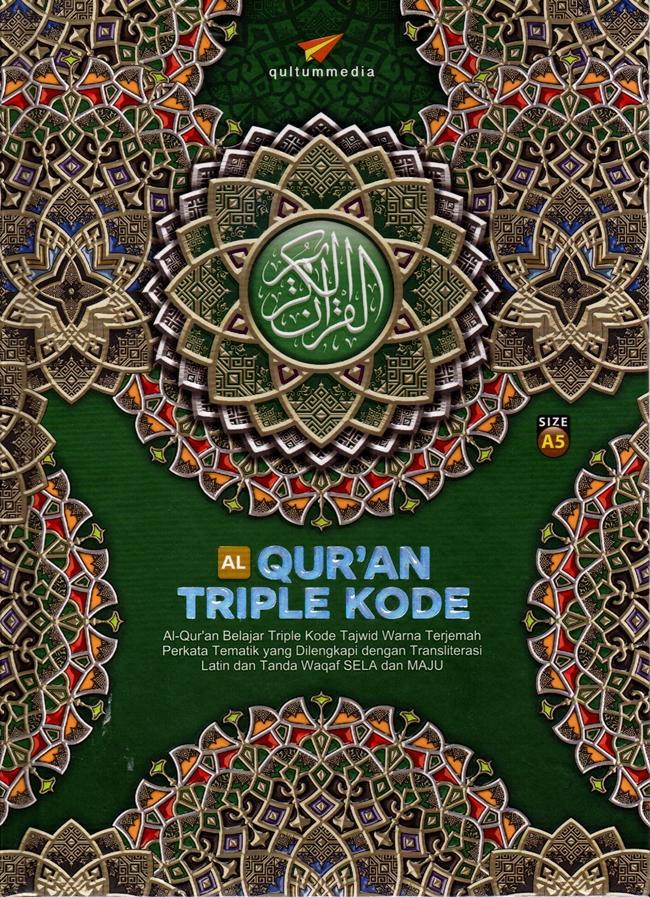 qultummedia
القرآن الكريم
SIZE
A5
AL QUR'AN
TRIPLE KODE
Al-Qur'an Belajar Triple Kode Tajwid Warna Terjemah
Perkata Tematik yang Dilengkapi dengan Transliterasi
Latin dan Tanda Waqaf SELA dan MAJU